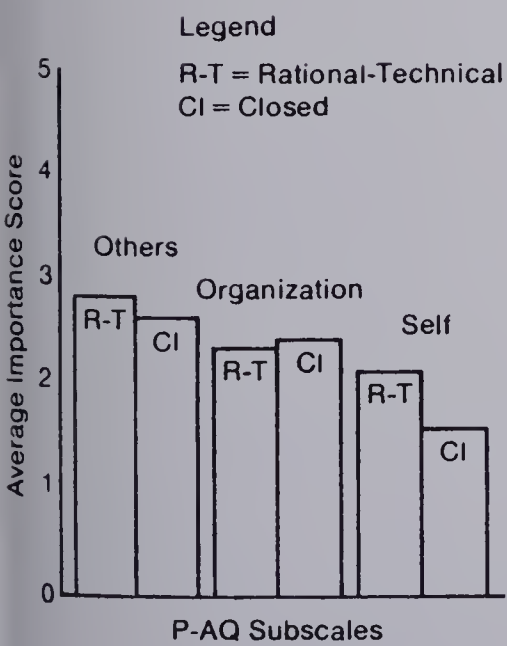 Legend
R-T = Rational-Technical
Cl = Closed
Average Importance Score
5
4
3
2
1
0
Others
R-T
Cl
Organization
R-T
Cl
Self
R-T
Cl
P-AQ Subscales